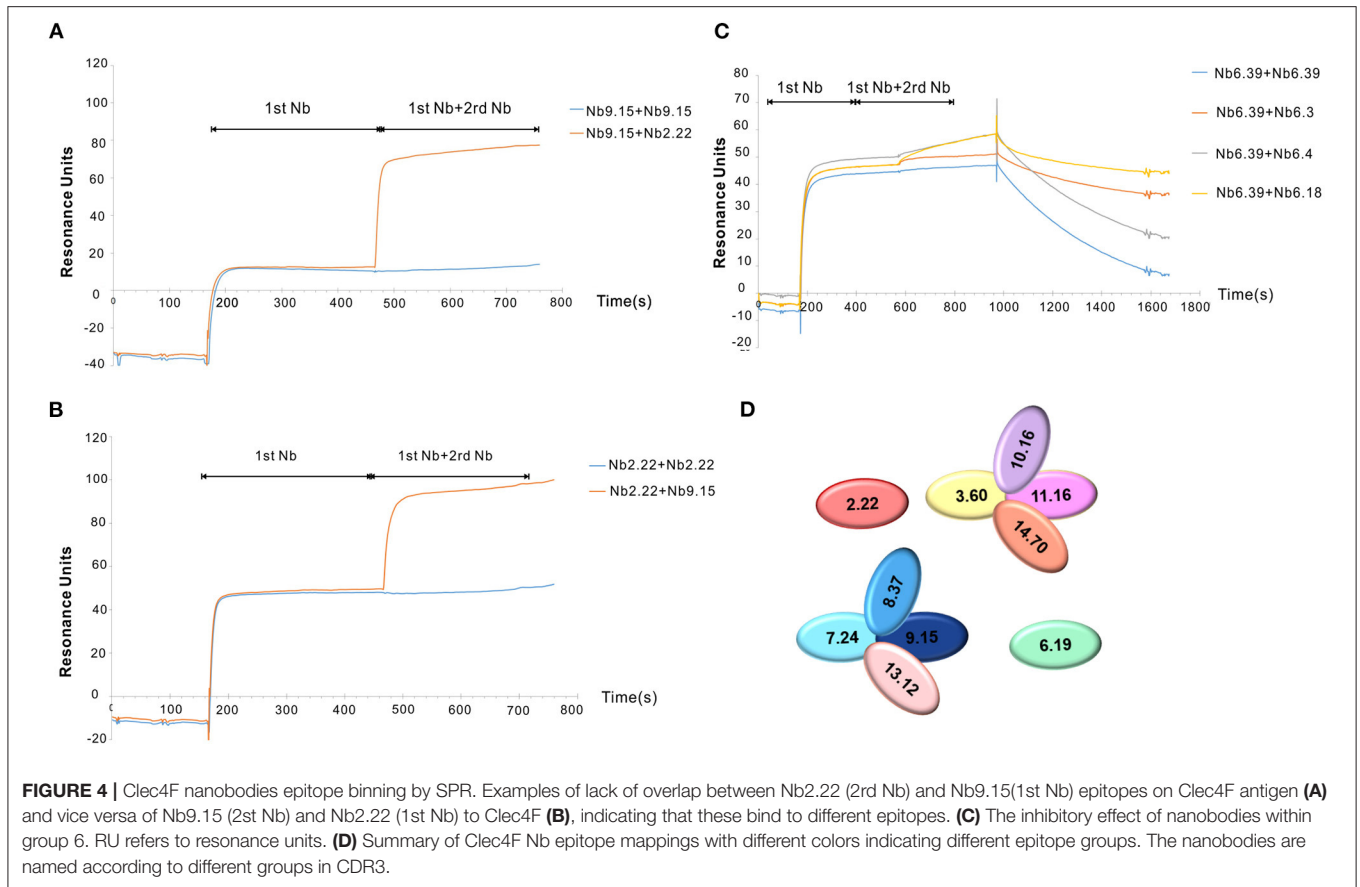 A
120
100
80
60
40
20
0
-20
-40
Resonance Units
1st Nb
1st Nb+2rd Nb
Nb9.15+Nb9.15
Nb9.15+Nb2.22
0 100 200 300 400 500 600 700 800
Time(s)
C
80
70
60
50
40
30
20
10
0
-10
-20
Resonance Units
1st Nb
1st Nb+2rd Nb
Nb6.39+Nb6.39
Nb6.39+Nb6.3
Nb6.39+Nb6.4
Nb6.39+Nb6.18
0 200 400 600 800 1000 1200 1400 1600 1800
Time(s)
B
120
100
80
60
40
20
0
-20
Resonance Units
1st Nb
1st Nb+2rd Nb
Nb2.22+Nb2.22
Nb2.22+Nb9.15
0 100 200 300 400 500 600 700 800
Time(s)
D
10.16
2.22
3.60
11.16
14.70
8.37
7.24
9.15
6.19
13.12
FIGURE 4 | Clec4F nanobodies epitope binning by SPR. Examples of lack of overlap between Nb2.22 (2rd Nb) and Nb9.15(1st Nb) epitopes on Clec4F antigen (A)
and vice versa of Nb9.15 (2st Nb) and Nb2.22 (1st Nb) to Clec4F (B), indicating that these bind to different epitopes. (C) The inhibitory effect of nanobodies within
group 6. RU refers to resonance units. (D) Summary of Clec4F Nb epitope mappings with different colors indicating different epitope groups. The nanobodies are
named according to different groups in CDR3.